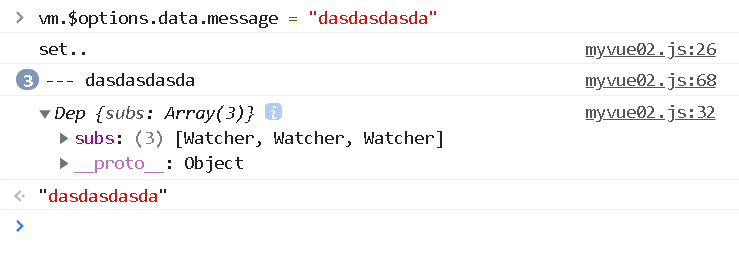 > vm.$options.data.message = "dasdasdasda"
set.. myvue02.js:26
3 --- dasdasdasda myvue02.js:68
▼Dep {subs: Array(3)} i myvue02.js:32
▶subs: (3) [Watcher, Watcher, Watcher]
▶__proto__: Object
"dasdasdasda"
>